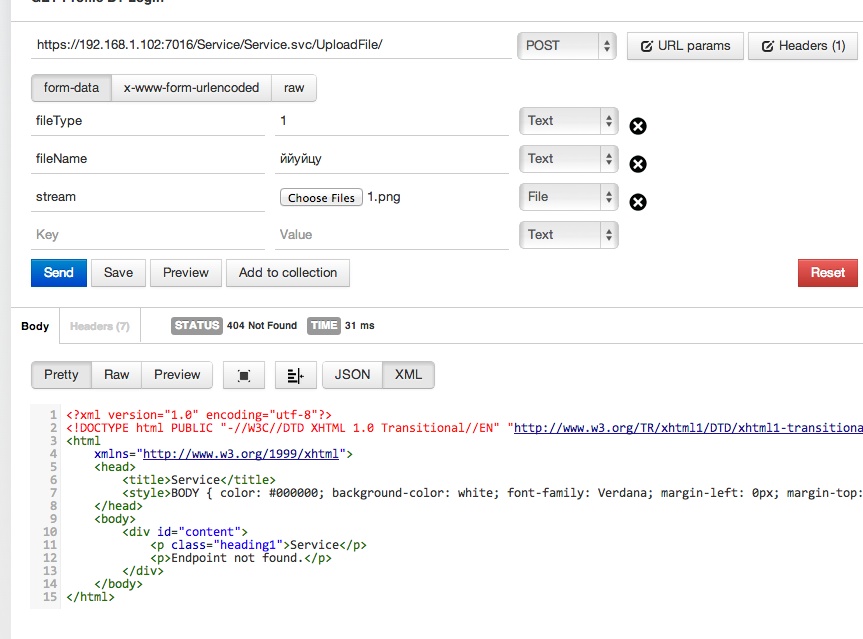 https://192.168.1.102:7016/Service/Service.svc/UploadFile/ POST URL params Headers (1)
form-data x-www-form-urlencoded raw
fileType 1 Text
fileName ййуйцу Text
stream Choose Files 1.png File
Key Value Text
Send Save Preview Add to collection Reset
Body Headers (7) STATUS 404 Not Found TIME 31 ms
Pretty Raw Preview JSON XML
1 <?xml version="1.0" encoding="utf-8"?>
2 <!DOCTYPE html PUBLIC "-//W3C//DTD XHTML 1.0 Transitional//EN" "http://www.w3.org/TR/xhtml1/DTD/xhtml1-transitiona
3 <html
4 xmlns="http://www.w3.org/1999/xhtml">
5 <head>
6 <title>Service</title>
7 <style>BODY { color: #000000; background-color: white; font-family: Verdana; margin-left: 0px; margin-top:
8 </head>
9 <body>
10 <div id="content">
11 <p class="heading1">Service</p>
12 <p>Endpoint not found.</p>
13 </div>
14 </body>
15 </html>